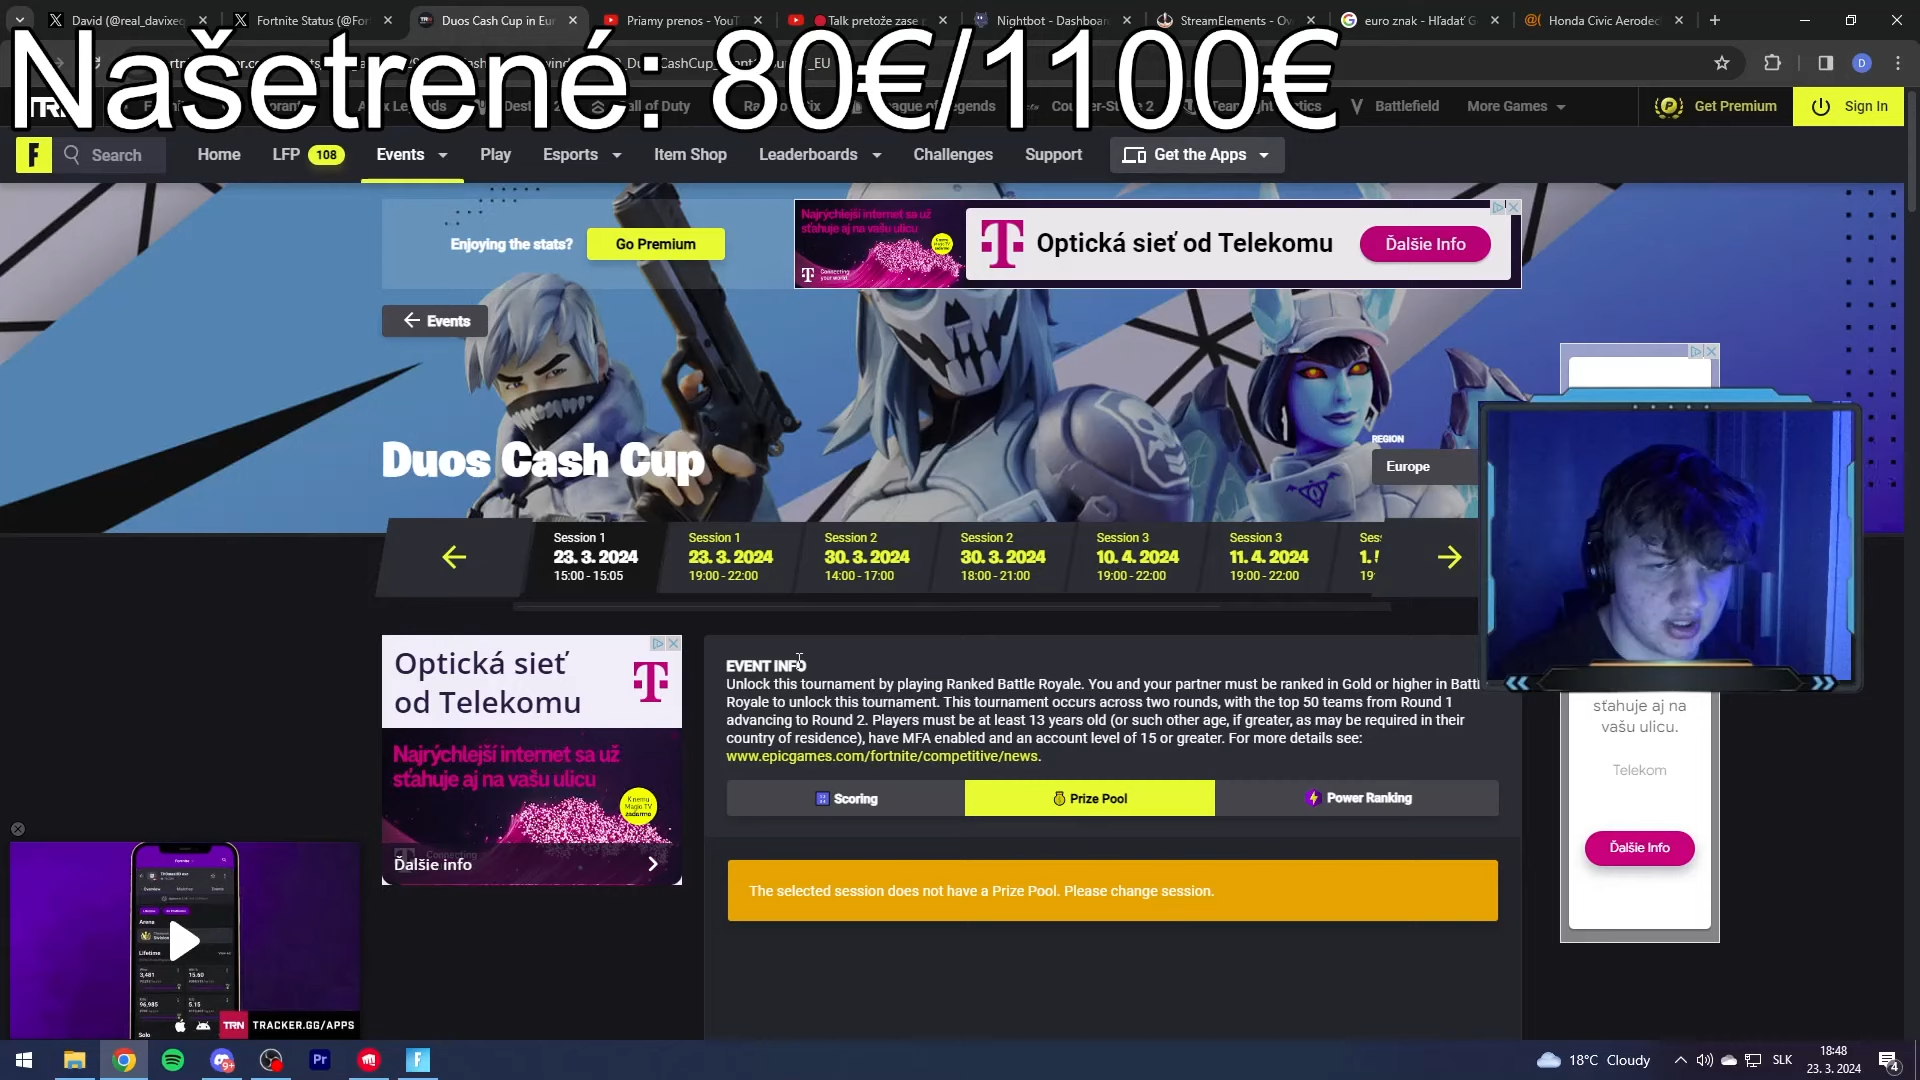 David (@real_davixeq
Fortnite Status (@For
Duos Cash Cup in Eur
Priamy prenos - YouT
Talk pretože zase
Nightbot - Dashboar
StreamElements - Ov
euro znak - Hľadať G
Honda Civic Aerodec
Našetrené: 80€/1100€
_EU
D
League of Legends
Battlefield
More Games
Get Premium
Sign In
F
Search
Home
LFP 108
Events
Play
Esports
Item Shop
Leaderboards
Challenges
Support
Get the Apps
Enjoying the stats?
Go Premium
Najrýchlejší internet sa už
sťahuje aj na vašu ulicu
Optická sieť od Telekomu
Ďalšie Info
Events
Duos Cash Cup
REGION
Europe
Session 1
23. 3. 2024
15:00 - 15:05
Session 1
23. 3. 2024
19:00 - 22:00
Session 2
30. 3. 2024
14:00 - 17:00
Session 2
30. 3. 2024
18:00 - 21:00
Session 3
10. 4. 2024
19:00 - 22:00
Session 3
11. 4. 2024
19:00 - 22:00
Optická sieť
od Telekomu
Najrýchlejší internet sa už
sťahuje aj na vašu ulicu
K nemu
Magio TV
zadarmo
Ďalšie info
EVENT INFO
Unlock this tournament by playing Ranked Battle Royale. You and your partner must be ranked in Gold or higher in Battl
Royale to unlock this tournament. This tournament occurs across two rounds, with the top 50 teams from Round 1
advancing to Round 2. Players must be at least 13 years old (or such other age, if greater, as may be required in their
country of residence), have MFA enabled and an account level of 15 or greater. For more details see:
www.epicgames.com/fortnite/competitive/news.
Scoring
Prize Pool
Power Ranking
The selected session does not have a Prize Pool. Please change session.
sťahuje aj na
vašu ulicu.
Telekom
Ďalšie Info
TRN TRACKER.GG/APPS
9+
Pr
18°C Cloudy
SLK
18:48
23. 3. 2024
4